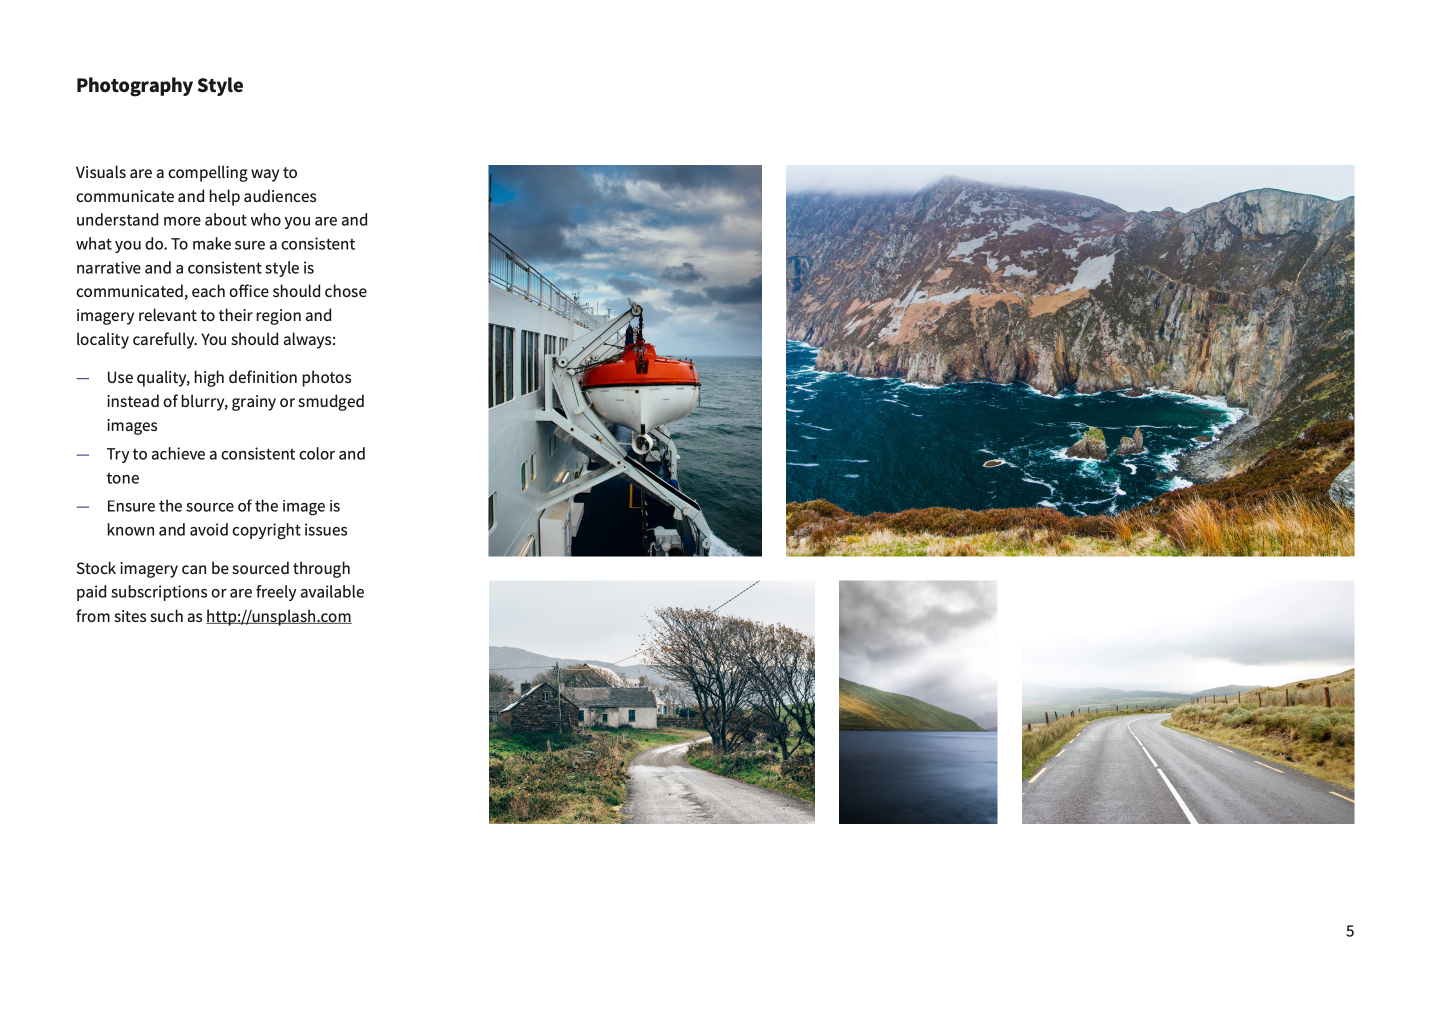 Photography Style
Visuals are a compelling way to
communicate and help audiences
understand more about who you are and
what you do. To make sure a consistent
narrative and a consistent style is
communicated, each office should chose
imagery relevant to their region and
locality carefully. You should always:
— Use quality, high definition photos
instead of blurry, grainy or smudged
images
— Try to achieve a consistent color and
tone
— Ensure the source of the image is
known and avoid copyright issues
Stock imagery can be sourced through
paid subscriptions or are freely available
from sites such as http://unsplash.com
5